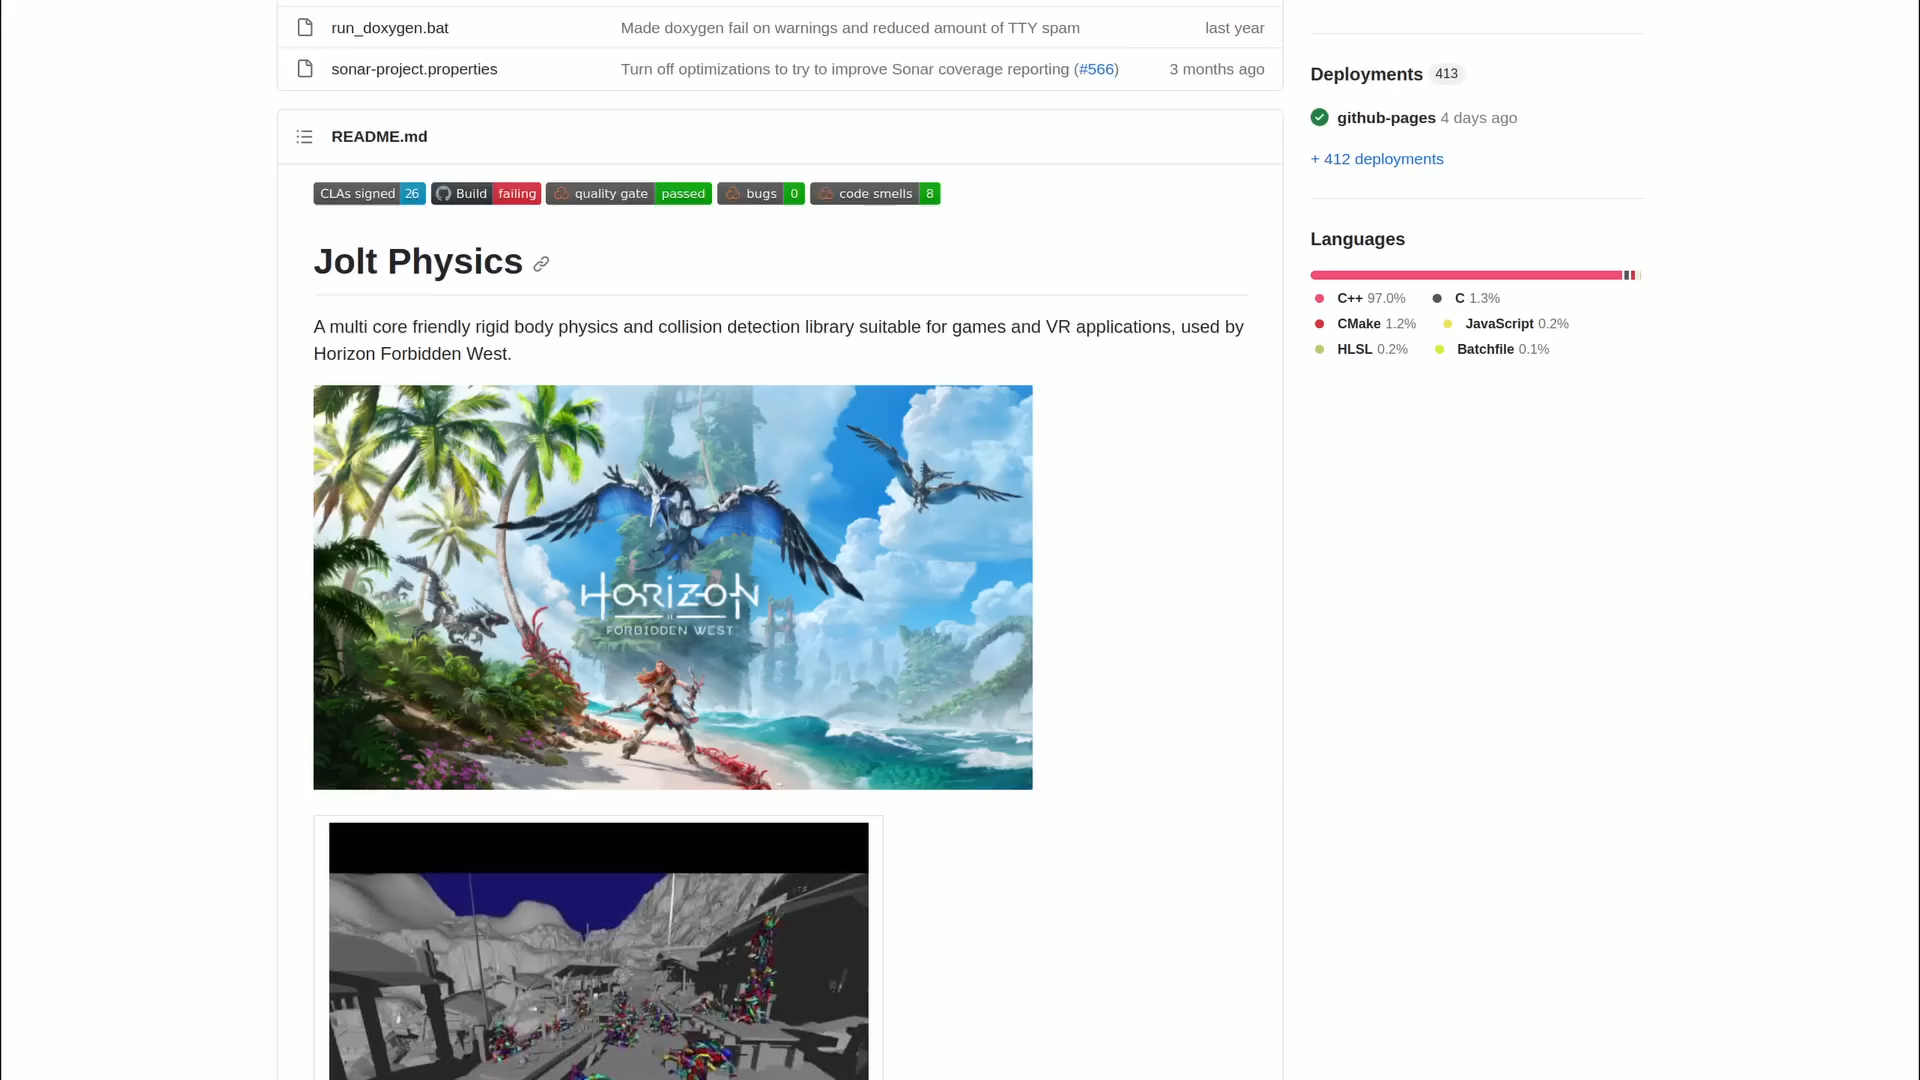 run_doxygen.bat Made doxygen fail on warnings and reduced amount of TTY spam last year
sonar-project.properties Turn off optimizations to try to improve Sonar coverage reporting (#566) 3 months ago
README.md
CLAs signed 26 Build failing quality gate passed bugs 0 code smells 8
Jolt Physics
A multi core friendly rigid body physics and collision detection library suitable for games and VR applications, used by
Horizon Forbidden West.
HORIZON
FORBIDDEN WEST
Deployments 413
github-pages 4 days ago
+ 412 deployments
Languages
C++ 97.0% C 1.3%
CMake 1.2% JavaScript 0.2%
HLSL 0.2% Batchfile 0.1%